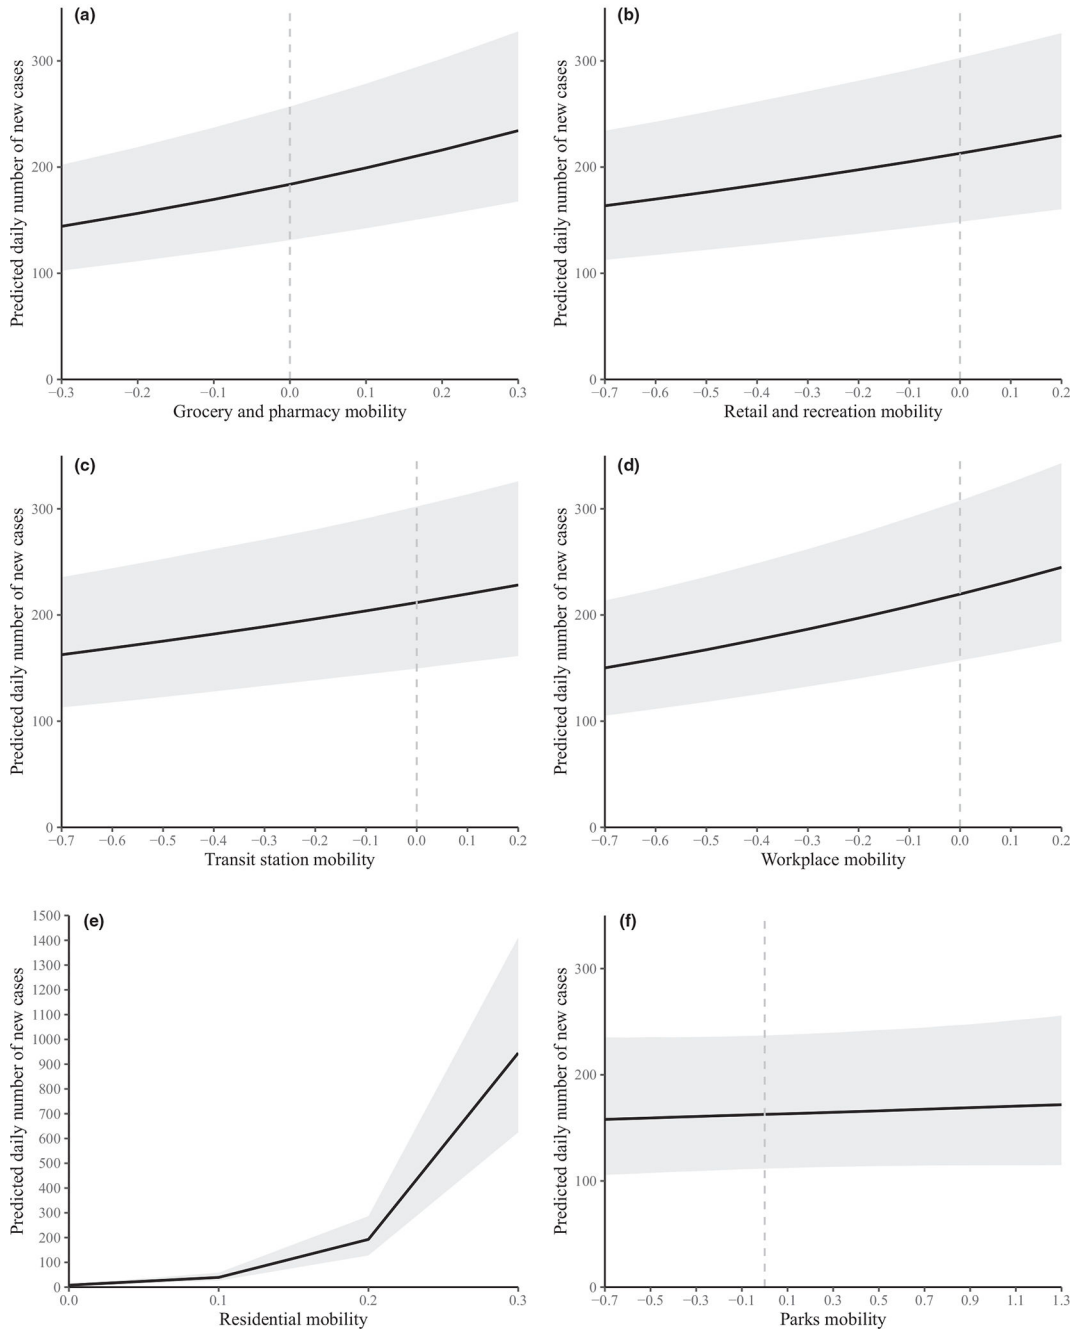 (a)
Predicted daily number of new cases
300
200
100
0
−0.3 −0.2 −0.1 0.0 0.1 0.2 0.3
Grocery and pharmacy mobility
(b)
Predicted daily number of new cases
300
200
100
0
−0.7 −0.6 −0.5 −0.4 −0.3 −0.2 −0.1 0.0 0.1 0.2
Retail and recreation mobility
(c)
Predicted daily number of new cases
300
200
100
0
−0.7 −0.6 −0.5 −0.4 −0.3 −0.2 −0.1 0.0 0.1 0.2
Transit station mobility
(d)
Predicted daily number of new cases
300
200
100
0
−0.7 −0.6 −0.5 −0.4 −0.3 −0.2 −0.1 0.0 0.1 0.2
Workplace mobility
(e)
Predicted daily number of new cases
1500
1400
1300
1200
1100
1000
900
800
700
600
500
400
300
200
100
0
0.0 0.1 0.2 0.3
Residential mobility
(f)
Predicted daily number of new cases
300
200
100
0
−0.7 −0.5 −0.3 −0.1 0.1 0.3 0.5 0.7 0.9 1.1 1.3
Parks mobility